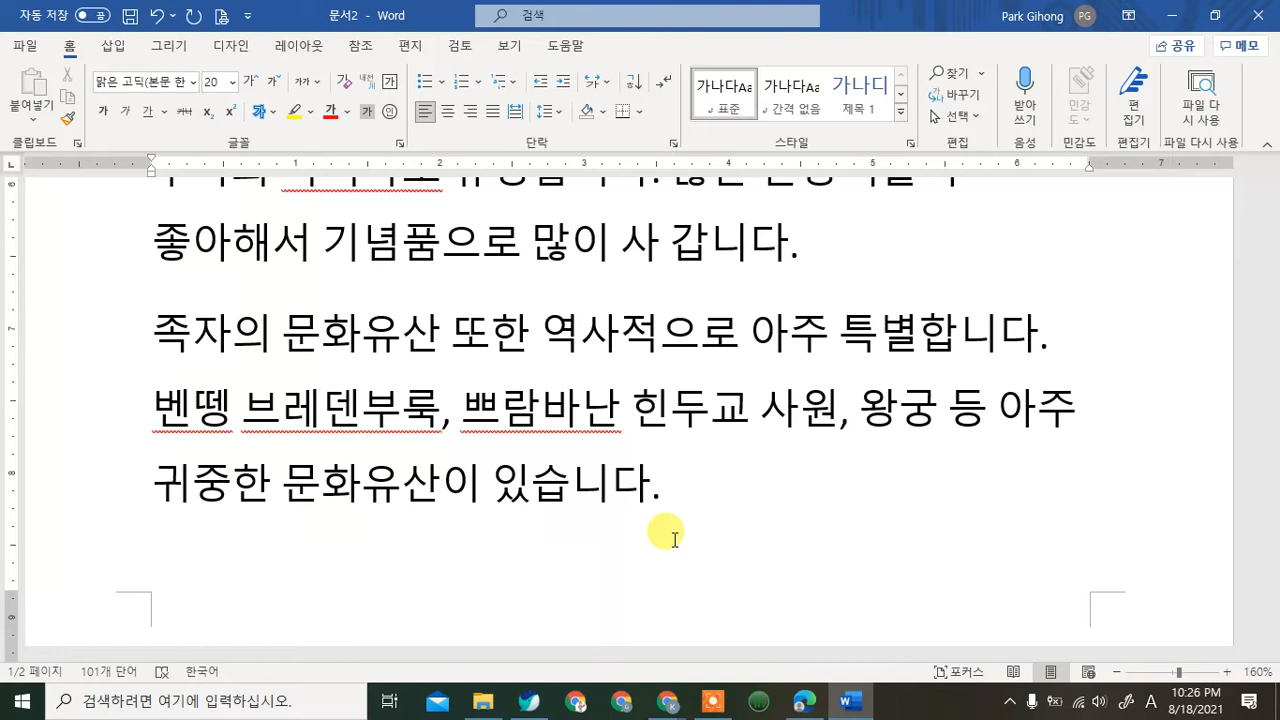 자동 저장 문서2 - Word 검색 Park Gihong PG
파일 홈 삽입 그리기 디자인 레이아웃 참조 편지 검토 보기 도움말 공유 메모
붙여넣기 맑은 고딕(본문 한 20 가나다Aa 가나다Aa 가나디 찾기 바꾸기 선택 받아쓰기 민감도 편집기 파일 다시 사용
표준 간격 없음 제목 1
클립보드 글꼴 단락 스타일 편집 음성 민감도 편집기 파일 다시 사용
1 2 3 4 5 6 7
좋아해서 기념품으로 많이 사 갑니다.
족자의 문화유산 또한 역사적으로 아주 특별합니다.
벤뗑 브레덴부룩, 쁘람바난 힌두교 사원, 왕궁 등 아주
귀중한 문화유산이 있습니다.
1/2 페이지 101개 단어 한국어 포커스 160%
검색하려면 여기에 입력하십시오. A 10:26 PM
8/18/2021